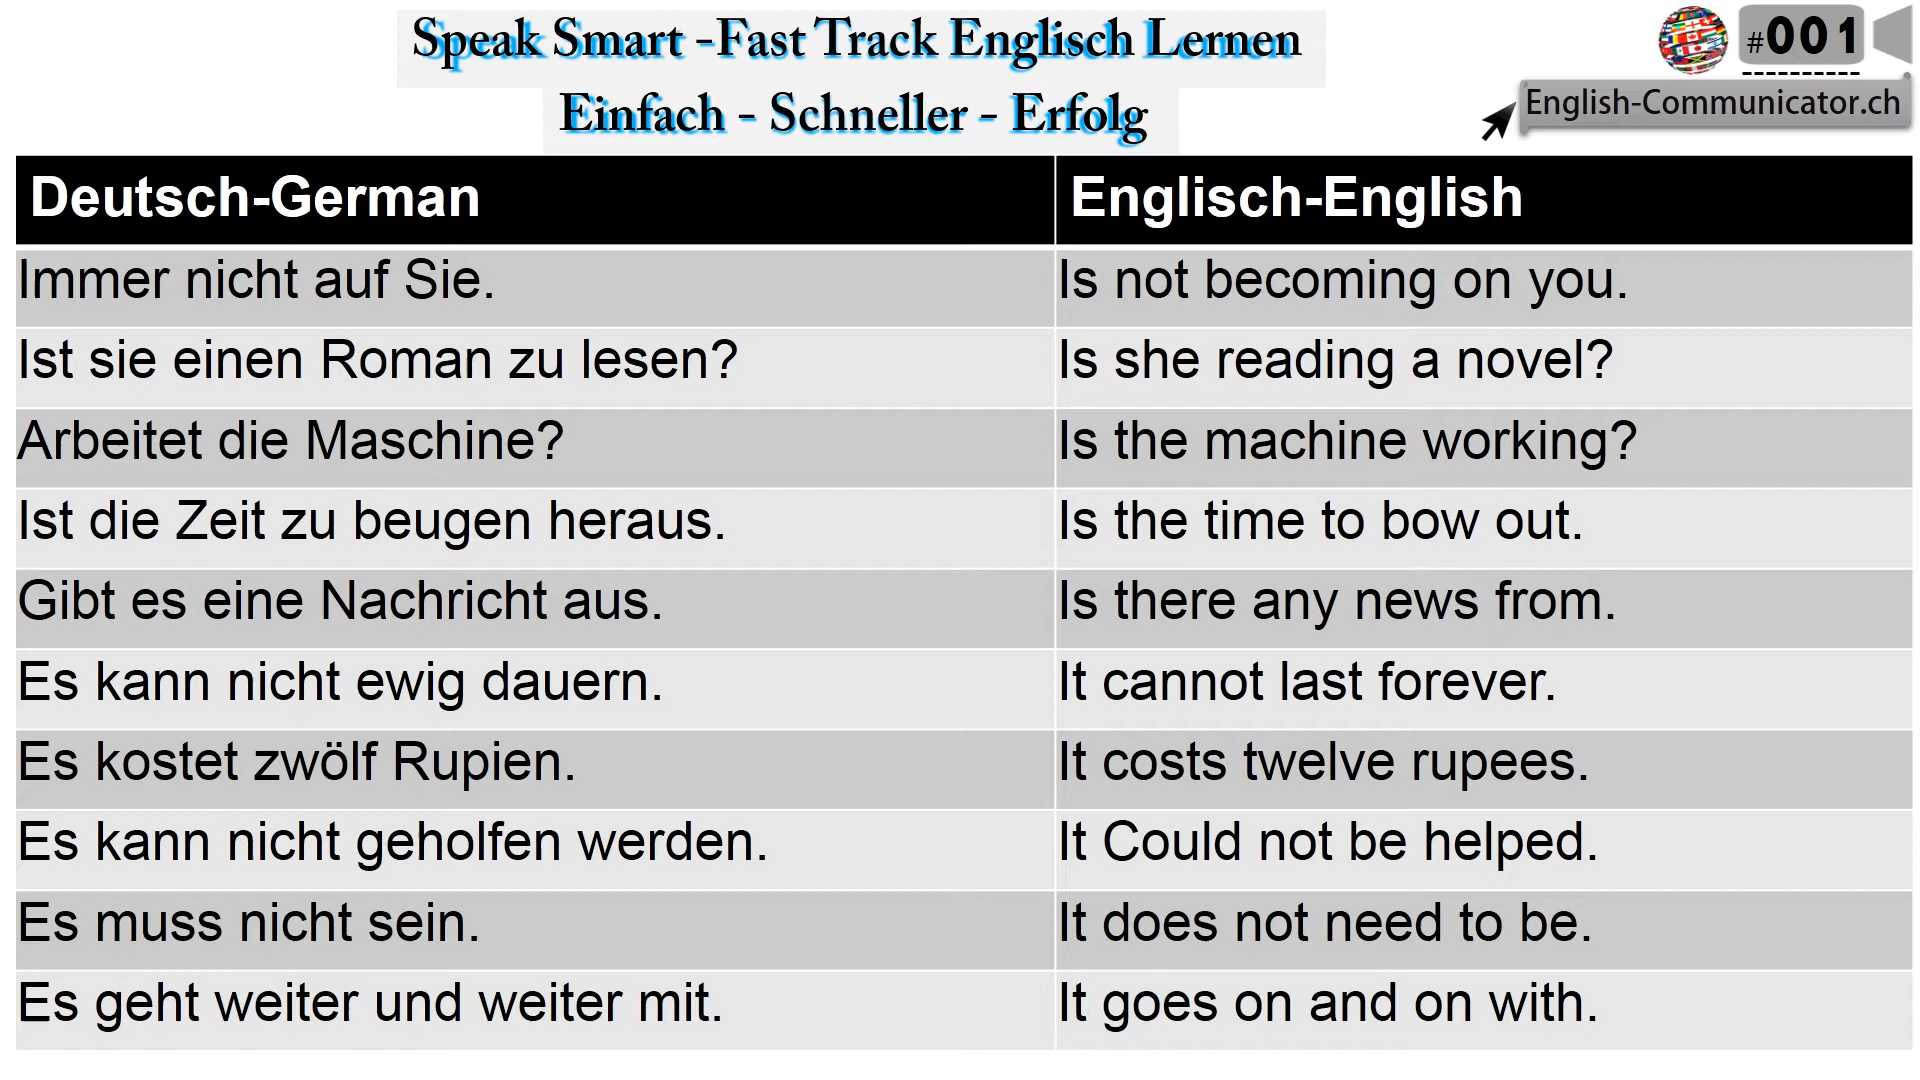 Speak Smart -Fast Track Englisch Lernen
Einfach - Schneller - Erfolg
#001
English-Communicator.ch
Deutsch-German Englisch-English
Immer nicht auf Sie. Is not becoming on you.
Ist sie einen Roman zu lesen? Is she reading a novel?
Arbeitet die Maschine? Is the machine working?
Ist die Zeit zu beugen heraus. Is the time to bow out.
Gibt es eine Nachricht aus. Is there any news from.
Es kann nicht ewig dauern. It cannot last forever.
Es kostet zwölf Rupien. It costs twelve rupees.
Es kann nicht geholfen werden. It Could not be helped.
Es muss nicht sein. It does not need to be.
Es geht weiter und weiter mit. It goes on and on with.